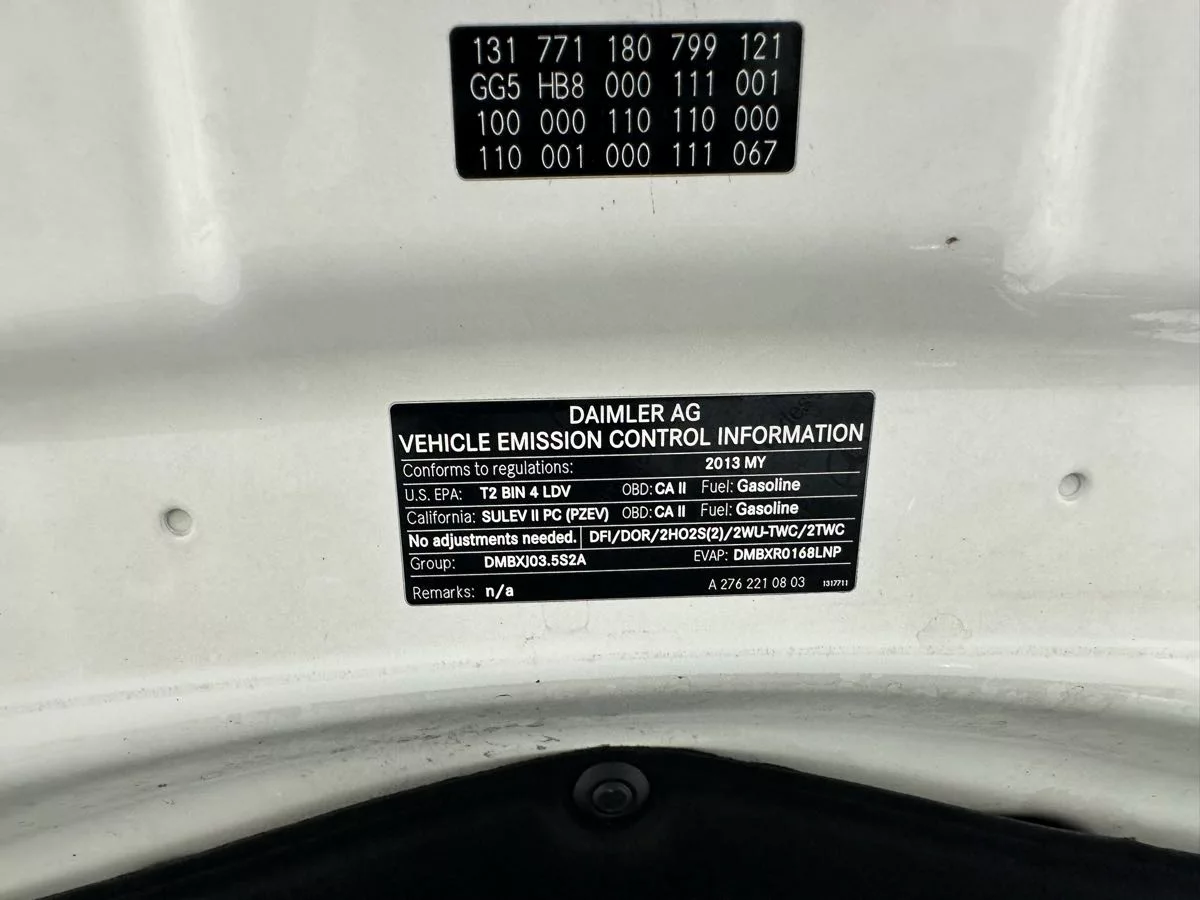 131 771 180 799 121
GG5 HB8 000 111 001
100 000 110 110 000
110 001 000 111 067
DAIMLER AG
VEHICLE EMISSION CONTROL INFORMATION
Conforms to regulations: 2013 MY
U.S. EPA: T2 BIN 4 LDV OBD: CA II Fuel: Gasoline
California: SULEV II PC (PZEV) OBD: CA II Fuel: Gasoline
No adjustments needed. DFI/DOR/2HO2S(2)/2WU-TWC/2TWC
Group: DMBXJ03.5S2A EVAP: DMBXR0168LNP
Remarks: n/a A 276 221 08 03 1317711